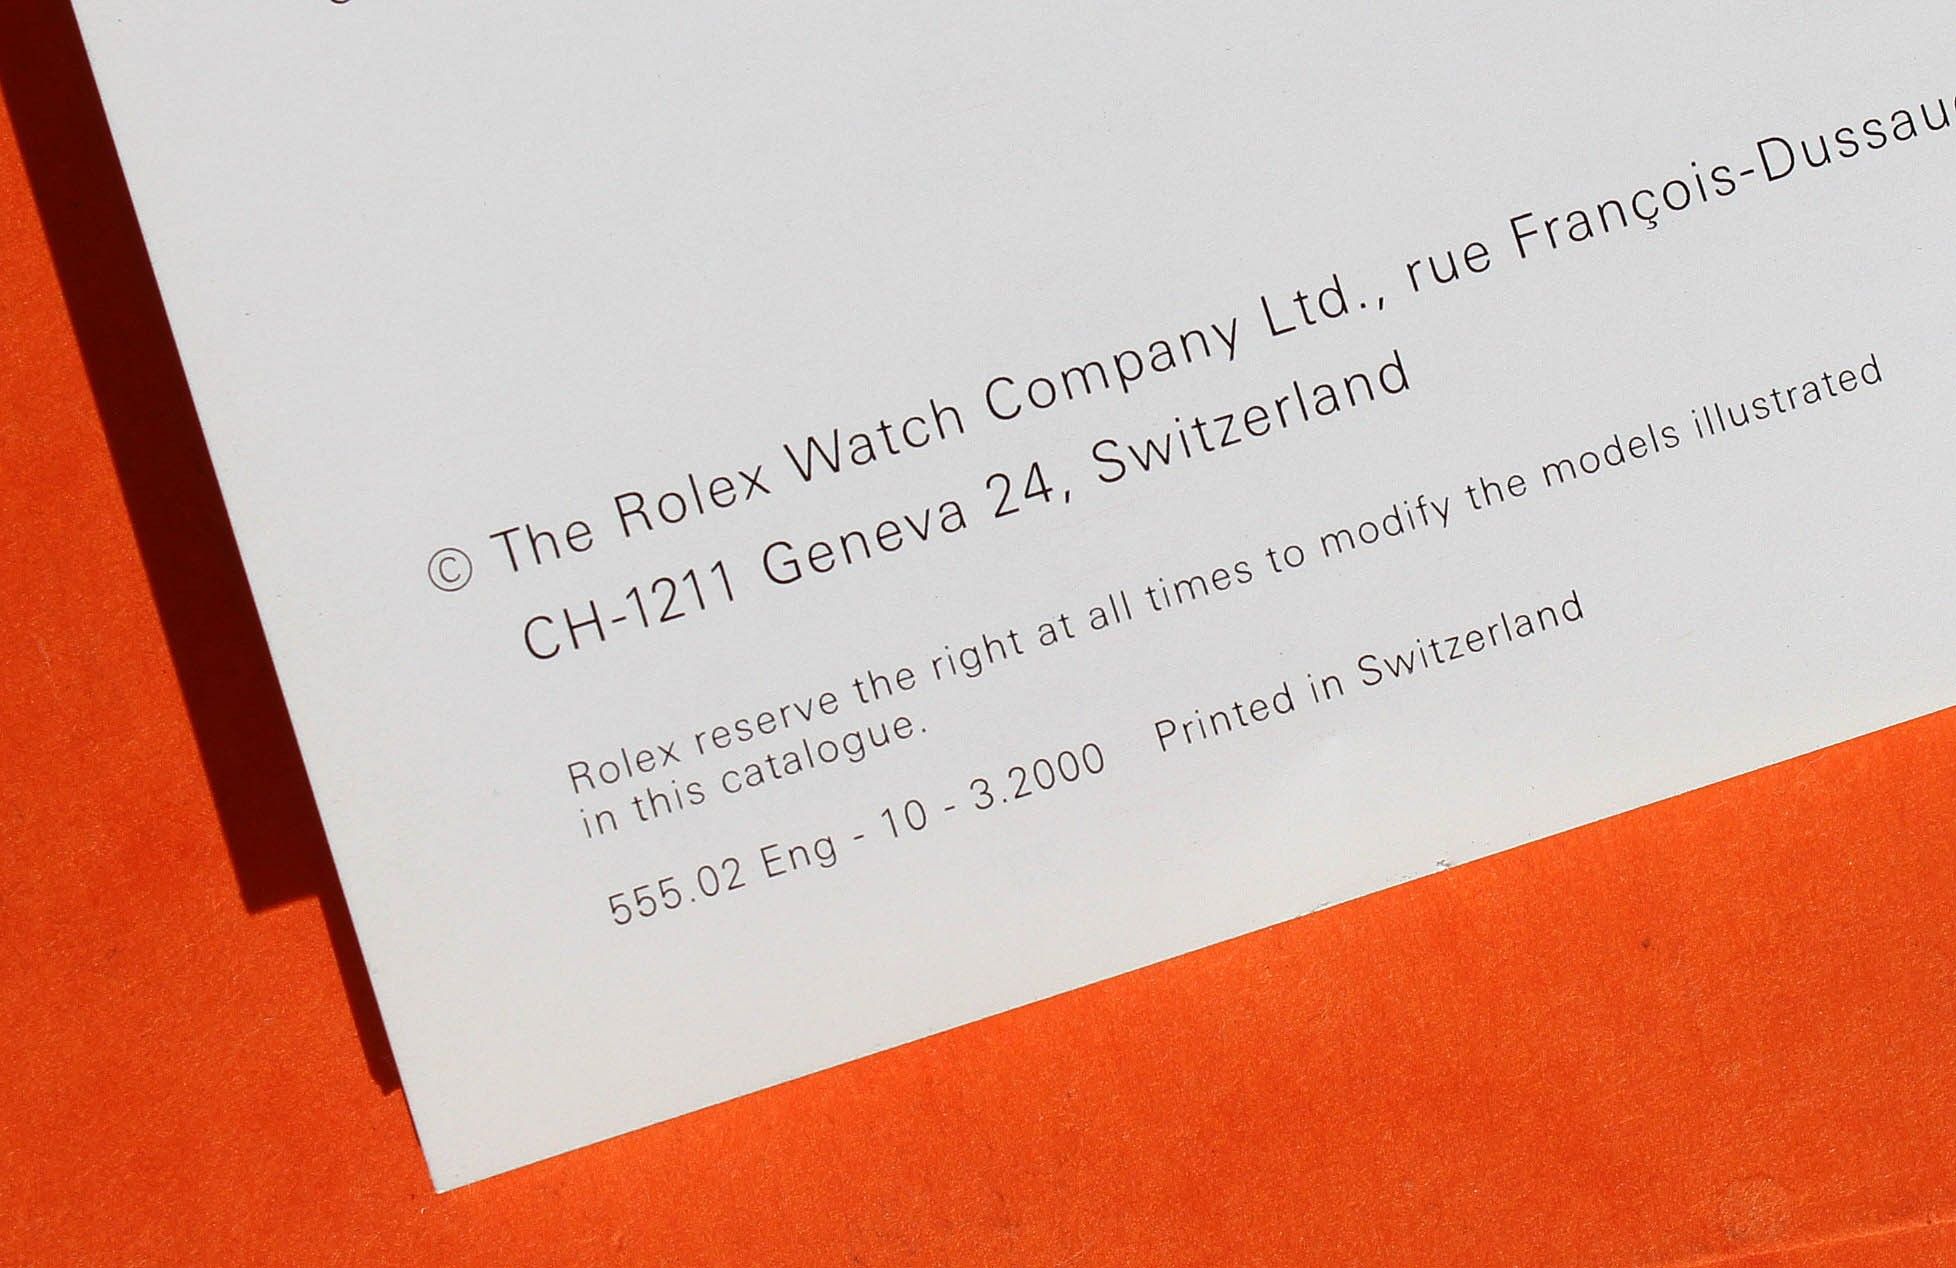 © The Rolex Watch Company Ltd., rue François-
CH-1211 Geneva 24, Switzerland
Rolex reserve the right at all times to modify the models illustrated
in this catalogue.
555.02 Eng - 10 - 3.2000 Printed in Switzerland